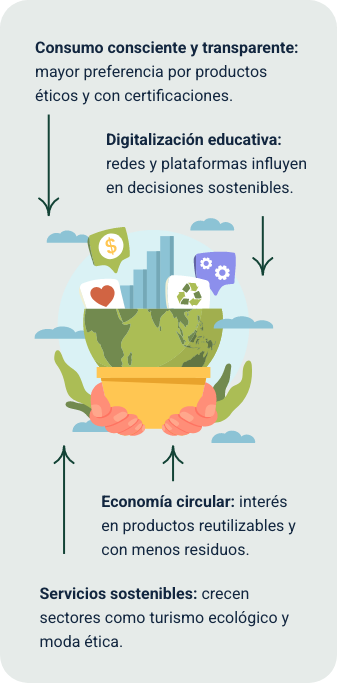 Consumo consciente y transparente:
mayor preferencia por productos
éticos y con certificaciones.
Digitalización educativa:
redes y plataformas influyen
en decisiones sostenibles.
$
Economía circular: interés
en productos reutilizables y
con menos residuos.
Servicios sostenibles: crecen
sectores como turismo ecológico y
moda ética.